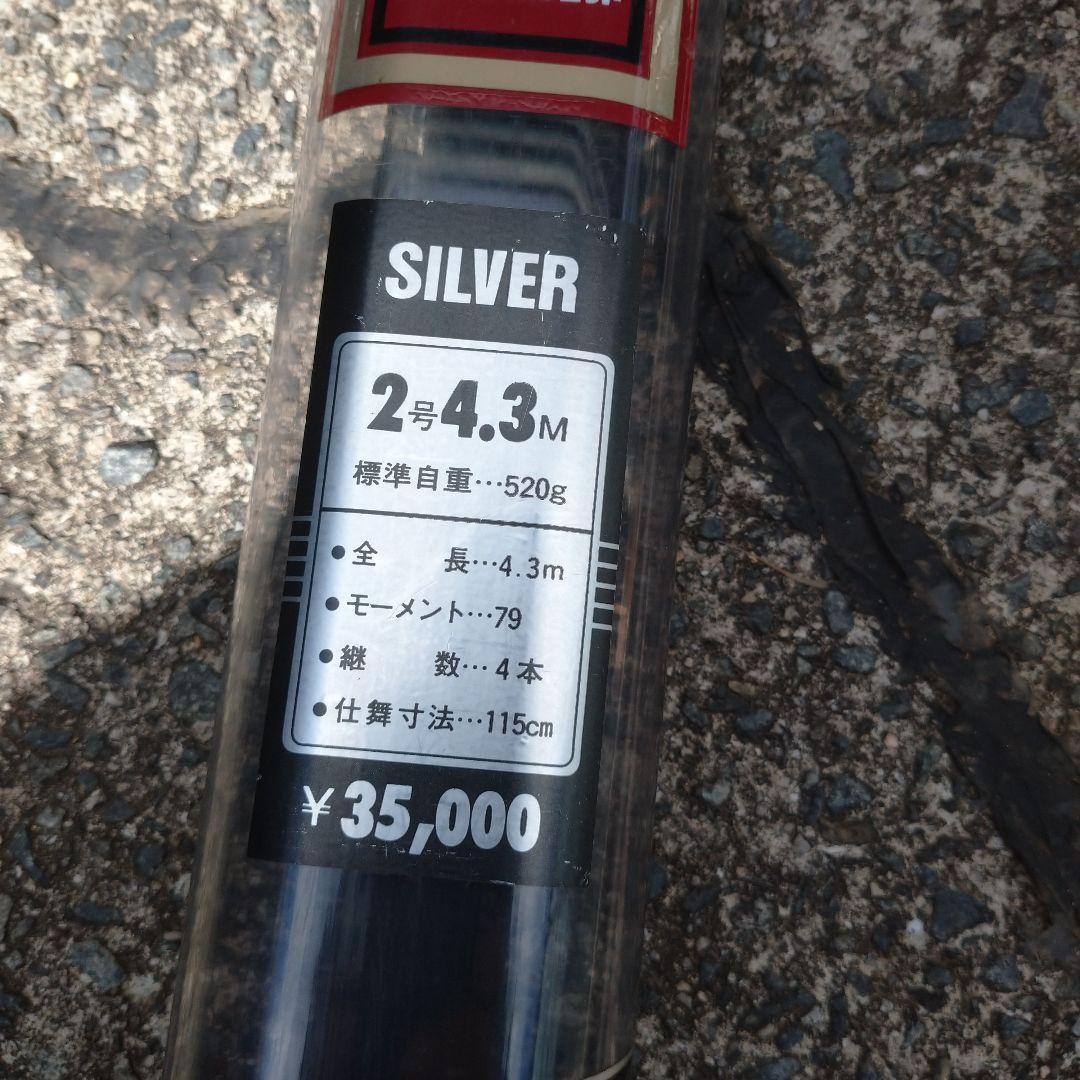 SILVER
2号4.3M
標準自重…520g
●全 長…4.3m
●モーメント…79
●継 数…4本
●仕舞寸法…115cm
¥35,000